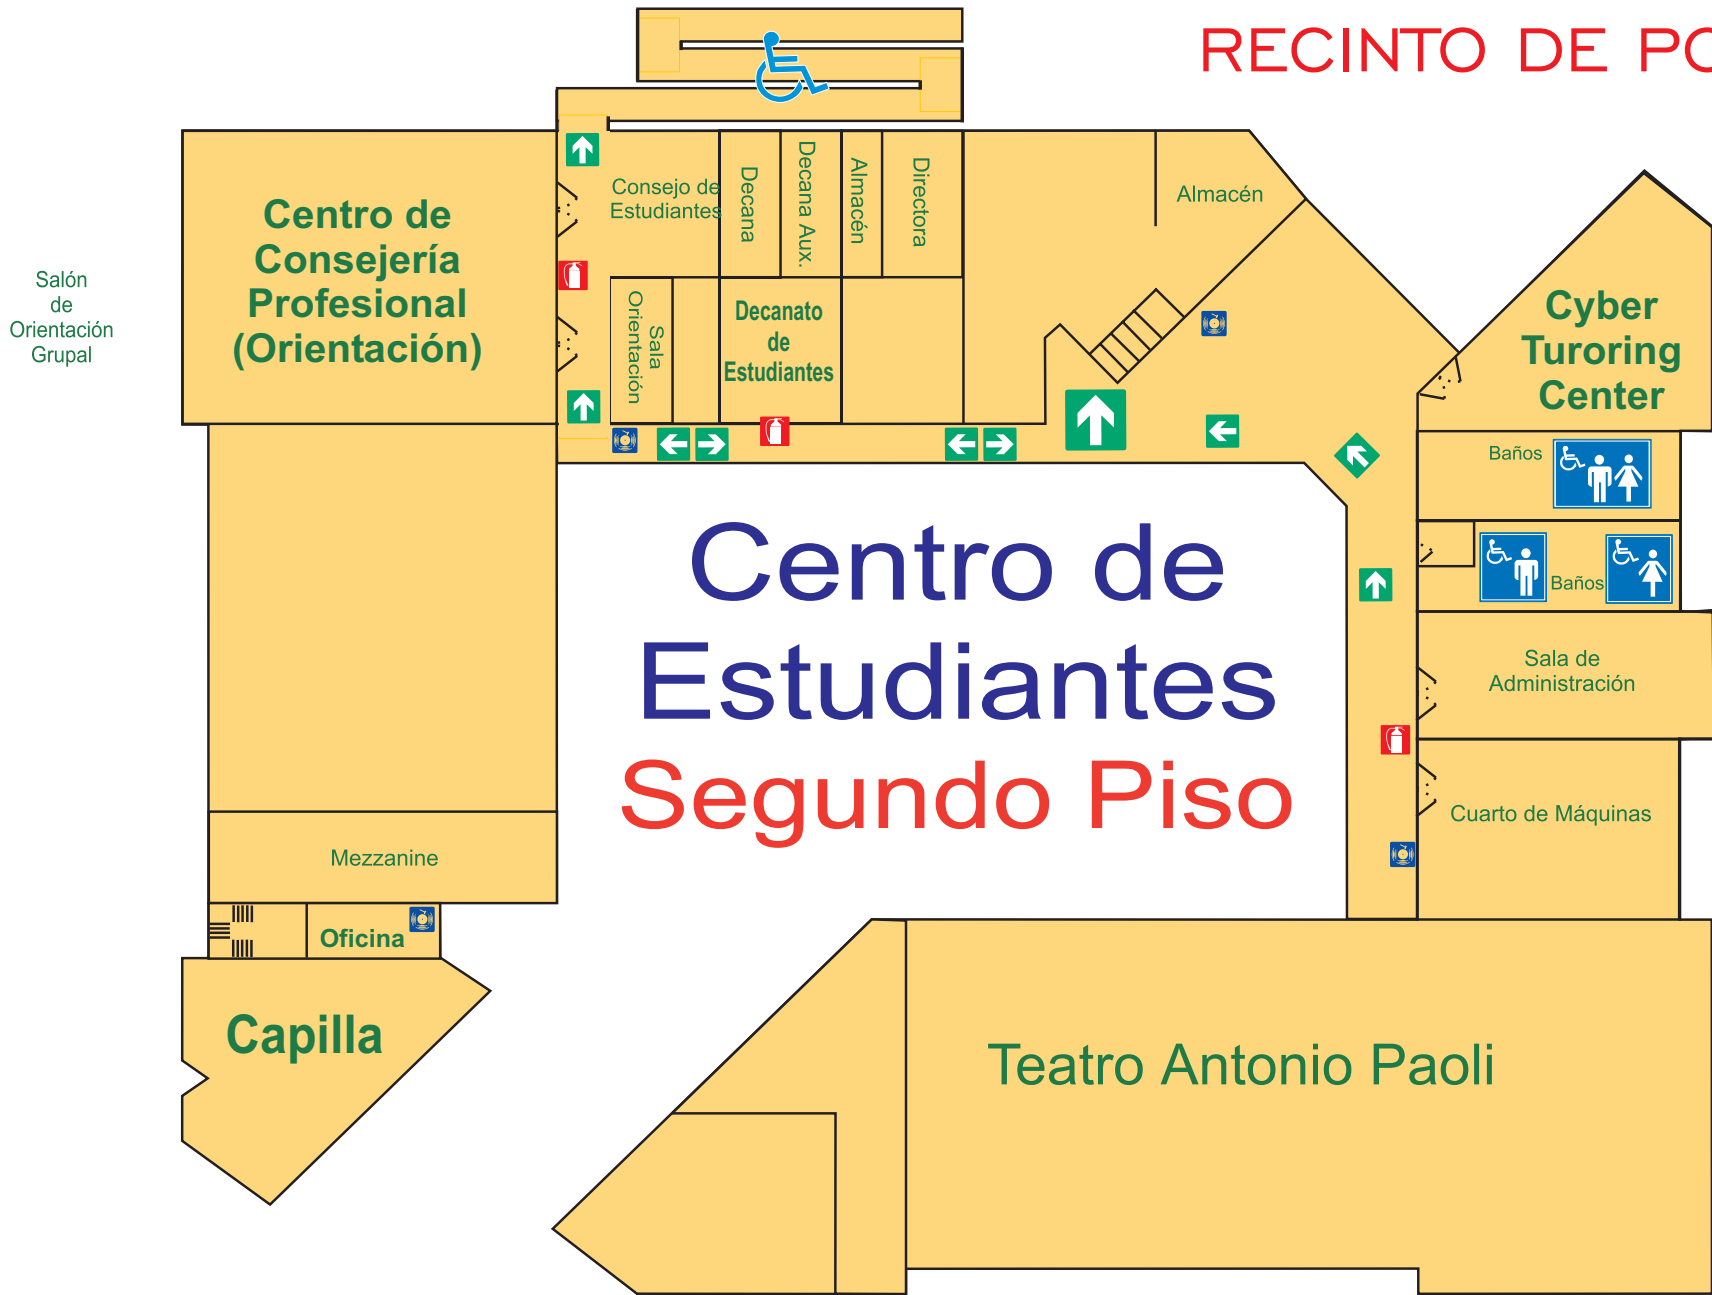 RECINTO DE PO
Salón
de
Orientación
Grupal
Centro de
Consejería
Profesional
(Orientación)
Consejo de
Estudiantes
Decana
Decana Aux.
Almacén
Directora
Almacén
Sala
Orientación
Decanato
de
Estudiantes
Cyber
Turoring
Center
Baños
Baños
Sala de
Administración
Cuarto de Máquinas
Centro de
Estudiantes
Segundo Piso
Mezzanine
Oficina
Capilla
Teatro Antonio Paoli